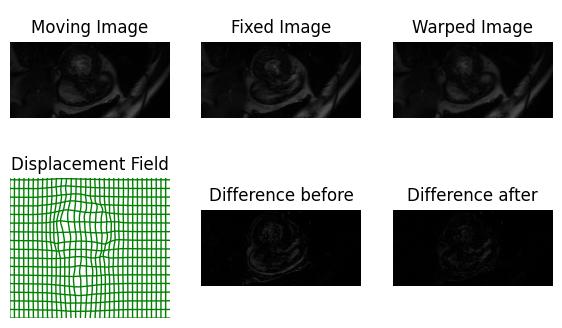 Moving Image
Fixed Image
Warped Image
Displacement Field
Difference before
Difference after